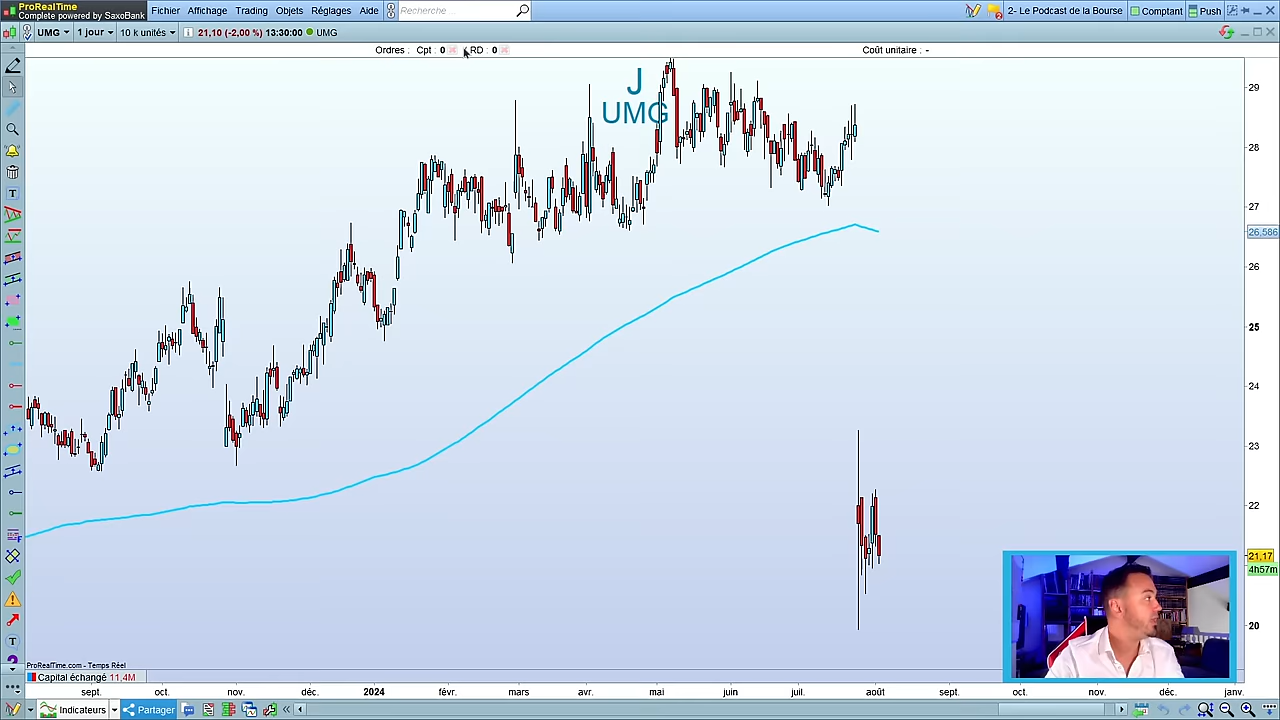 ProRealTime
Complete powered by SaxoBank
Fichier Affichage Trading Objets Réglages Aide
Recherche...
2- Le Podcast de la Bourse Comptant Push
UMG 1 jour 10 k unités 21,10 (-2,00 %) 13:30:00 UMG
Ordres : Cpt : 0 / RD : 0 Coût unitaire : -
J
UMG
29
28
27
26,586
26
25
24
23
22
21,17
4h57m
20
ProRealTime.com - Temps Réel
Capital échangé 11,4M
sept. oct. nov. déc. 2024 févr. mars avr. mai juin juil. août sept. oct. nov. déc. janv.
Indicateurs Partager